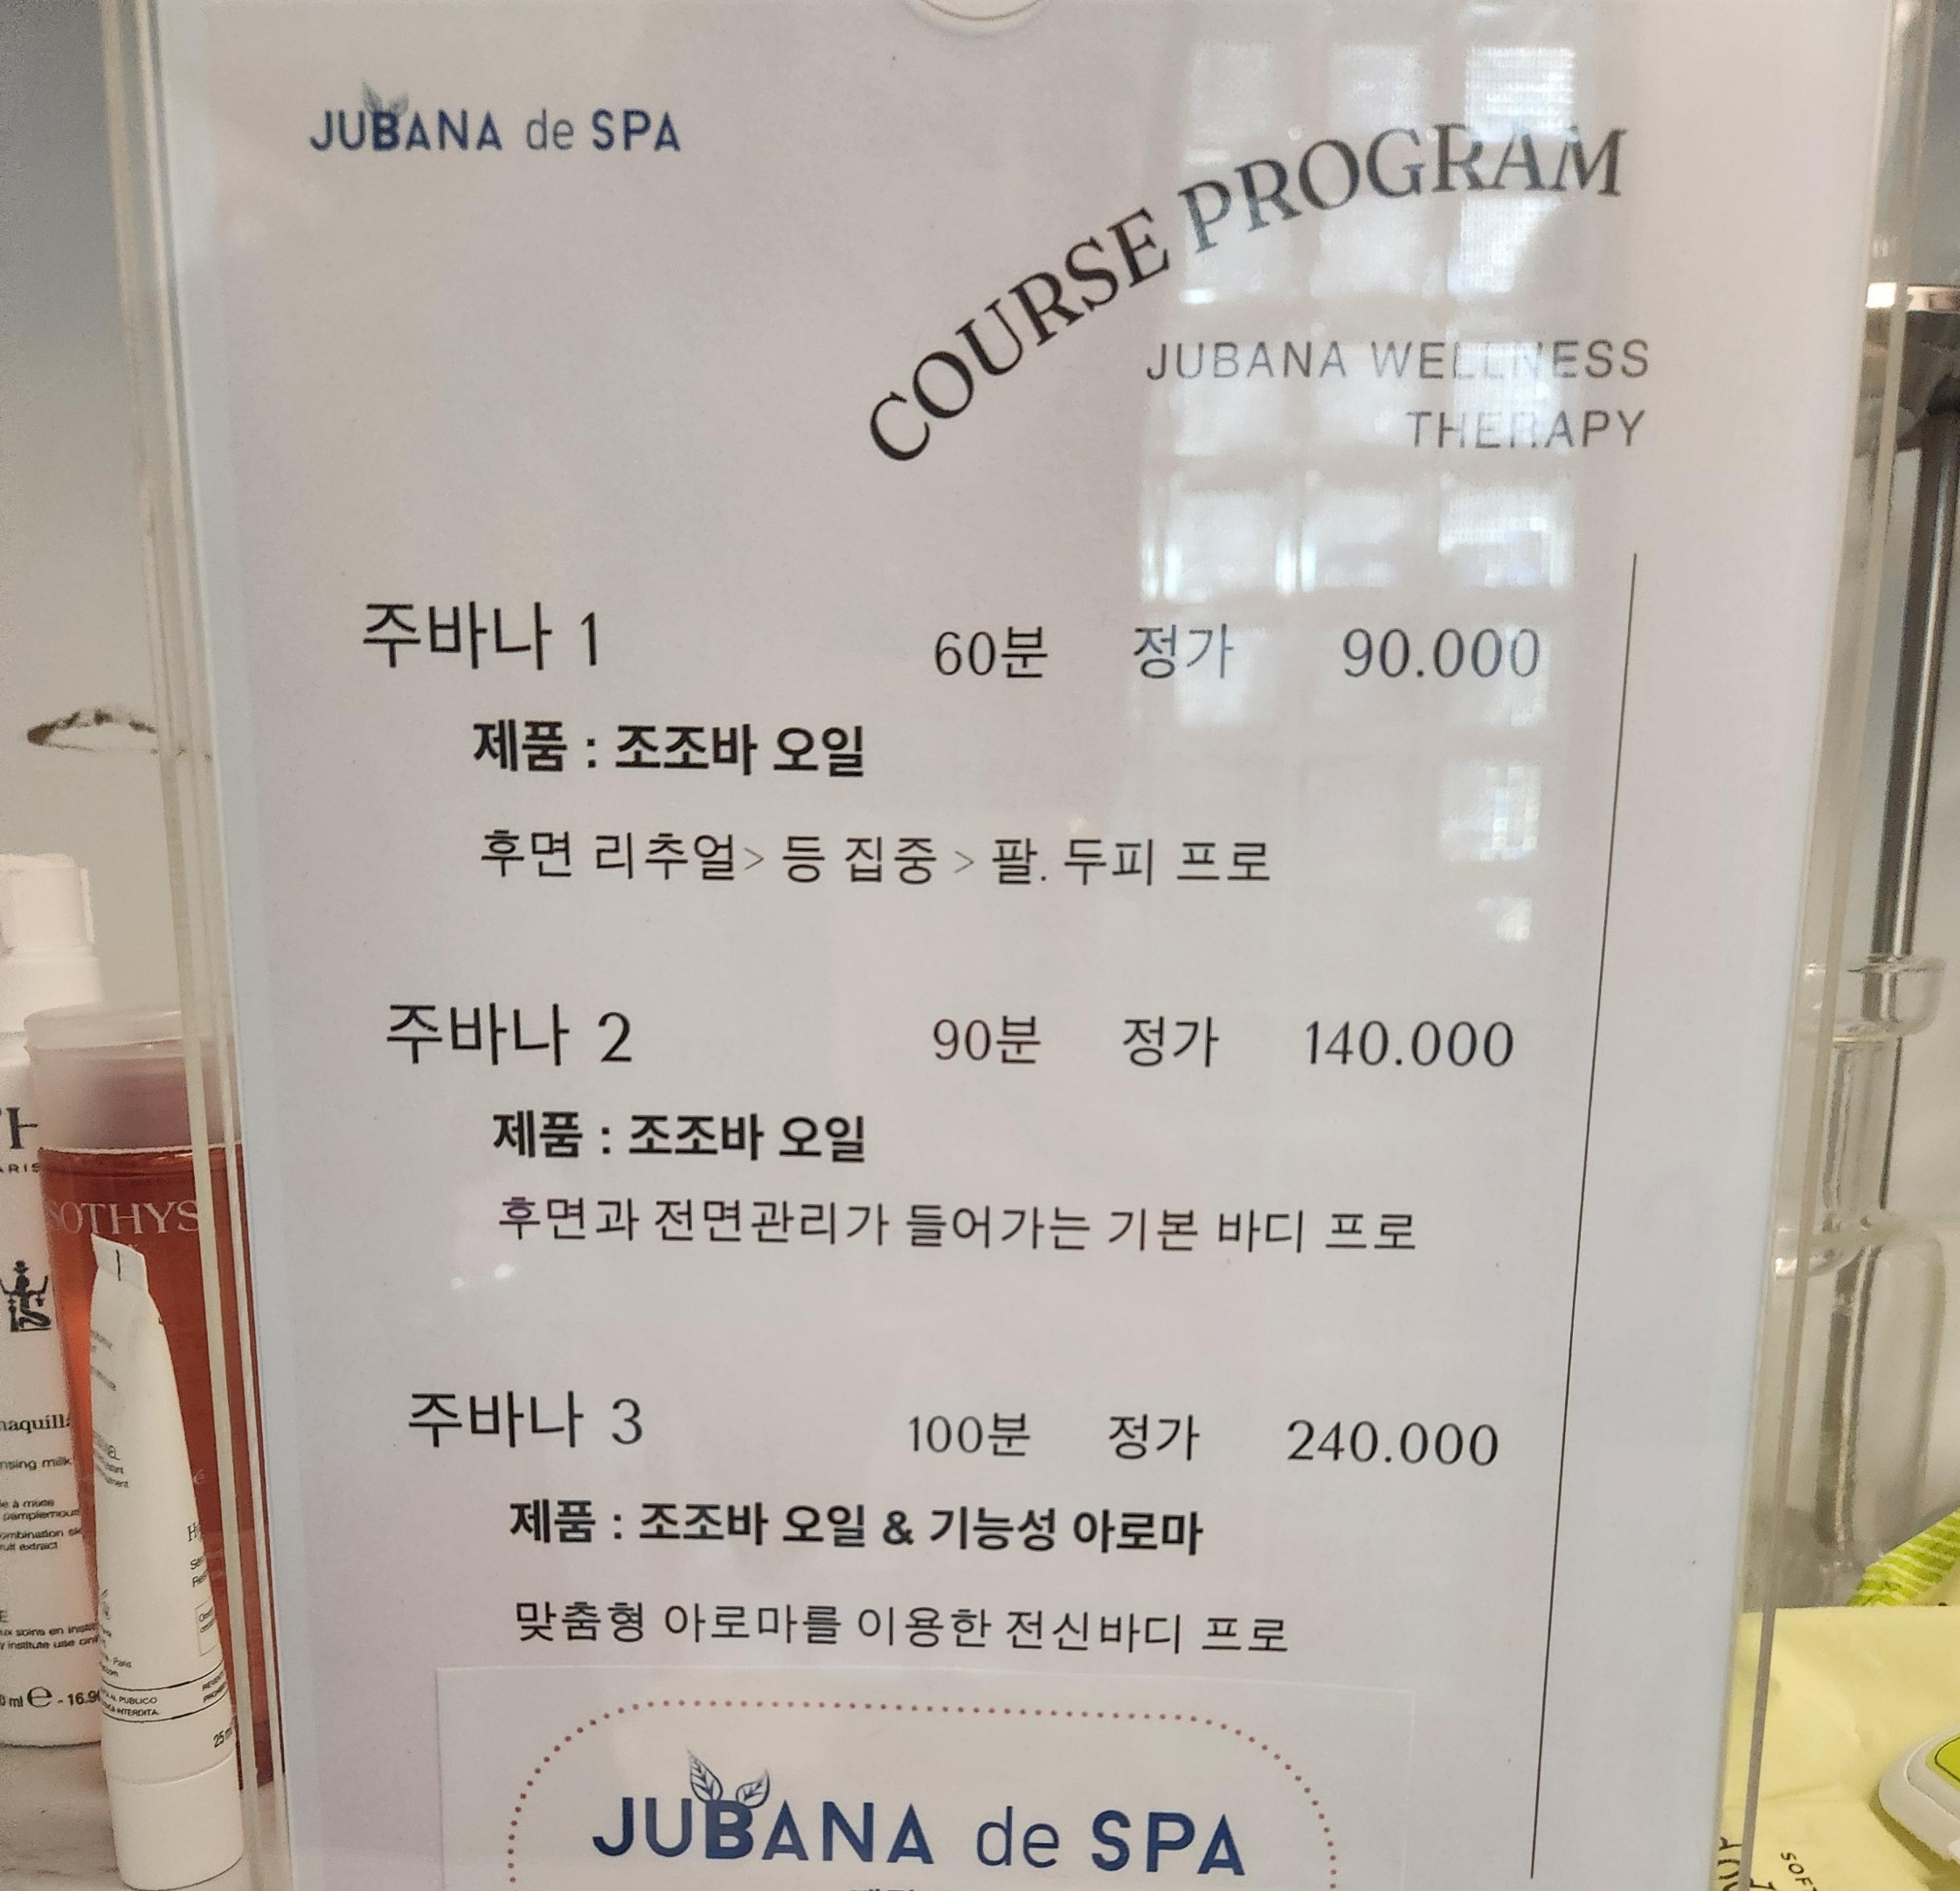 JUBANA de SPA
COURSE PROGRAM
JUBANA WELLNESS
THERAPY
주바나 1 60분 정가 90.000
제품 : 조조바 오일
후면 리추얼> 등 집중 > 팔. 두피 프로
주바나 2 90분 정가 140.000
제품 : 조조바 오일
후면과 전면관리가 들어가는 기본 바디 프로
주바나 3 100분 정가 240.000
제품 : 조조바 오일 & 기능성 아로마
맞춤형 아로마를 이용한 전신바디 프로
JUBANA de SPA
SOTHYS